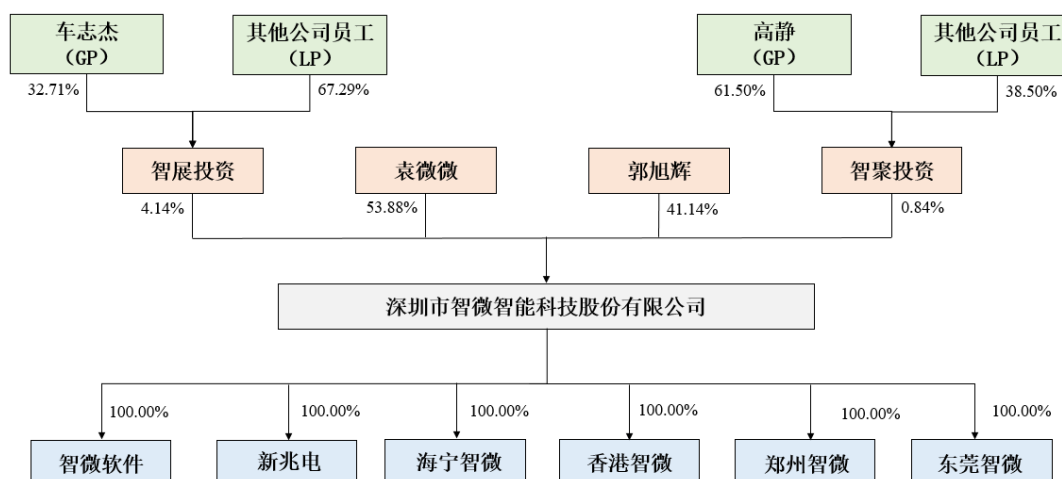 车志杰
（GP）
其他公司员工
（LP）
高静
（GP）
其他公司员工
（LP）
32.71%
67.29%
61.50%
38.50%
智展投资
袁微微
郭旭辉
智聚投资
4.14%
53.88%
41.14%
0.84%
深圳市智微智能科技股份有限公司
100.00%
100.00%
100.00%
100.00%
100.00%
100.00%
智微软件
新兆电
海宁智微
香港智微
郑州智微
东莞智微